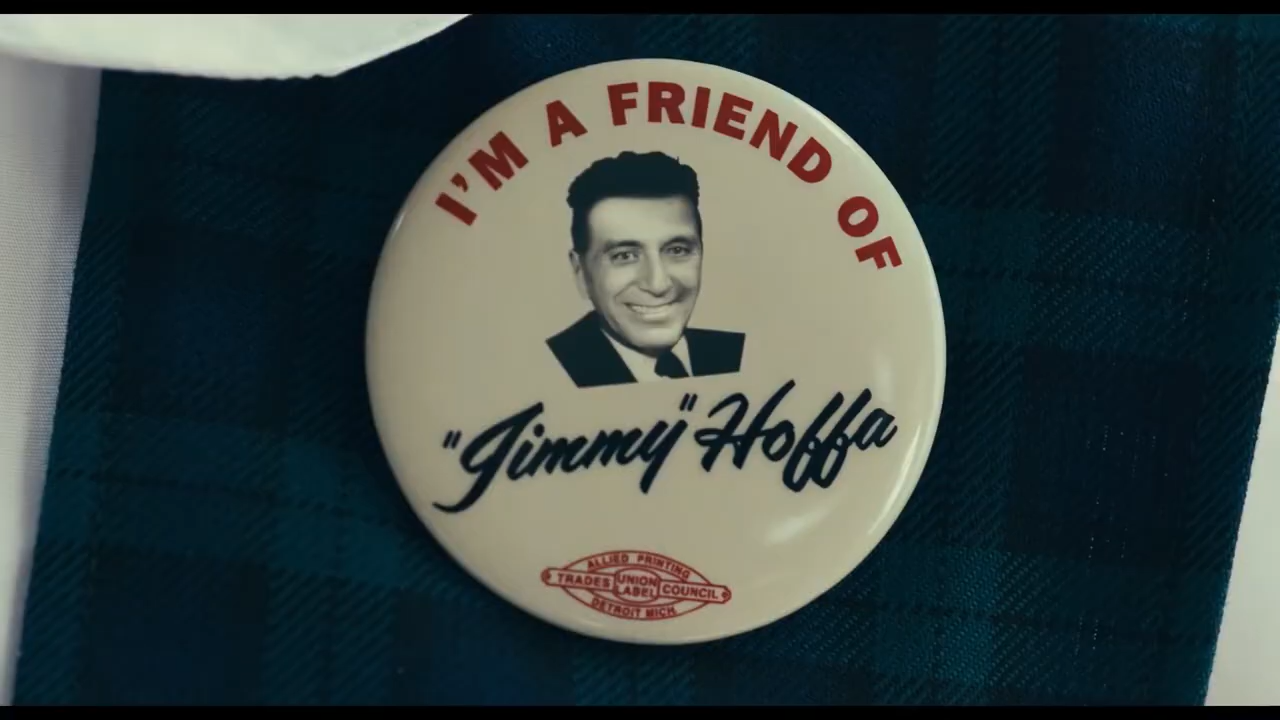 I'M A FRIEND OF
"Jimmy" Hoffa
ALLIED PRINTING
TRADES UNION LABEL COUNCIL
DETROIT MICH.